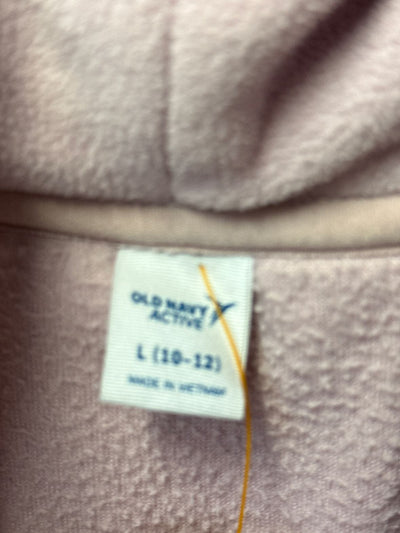 OLD NAVY
ACTIVE
L (10-12)
MADE IN VIETNAM